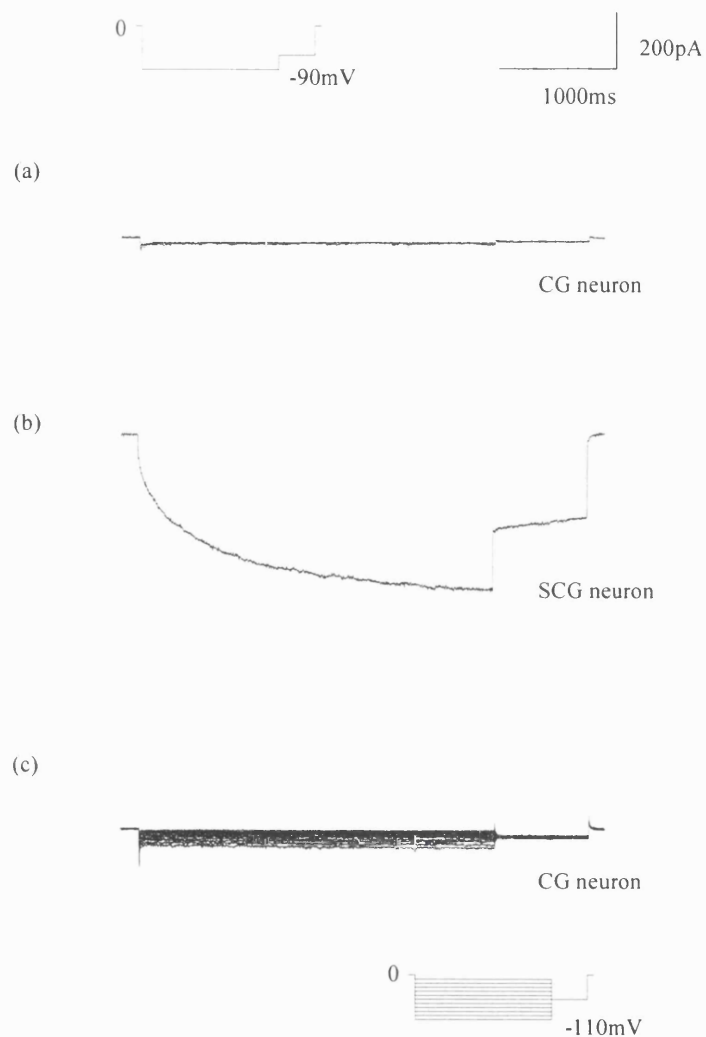 0
-90mV
200pA
1000ms
(a)
CG neuron
(b)
SCG neuron
(c)
CG neuron
0
-110mV